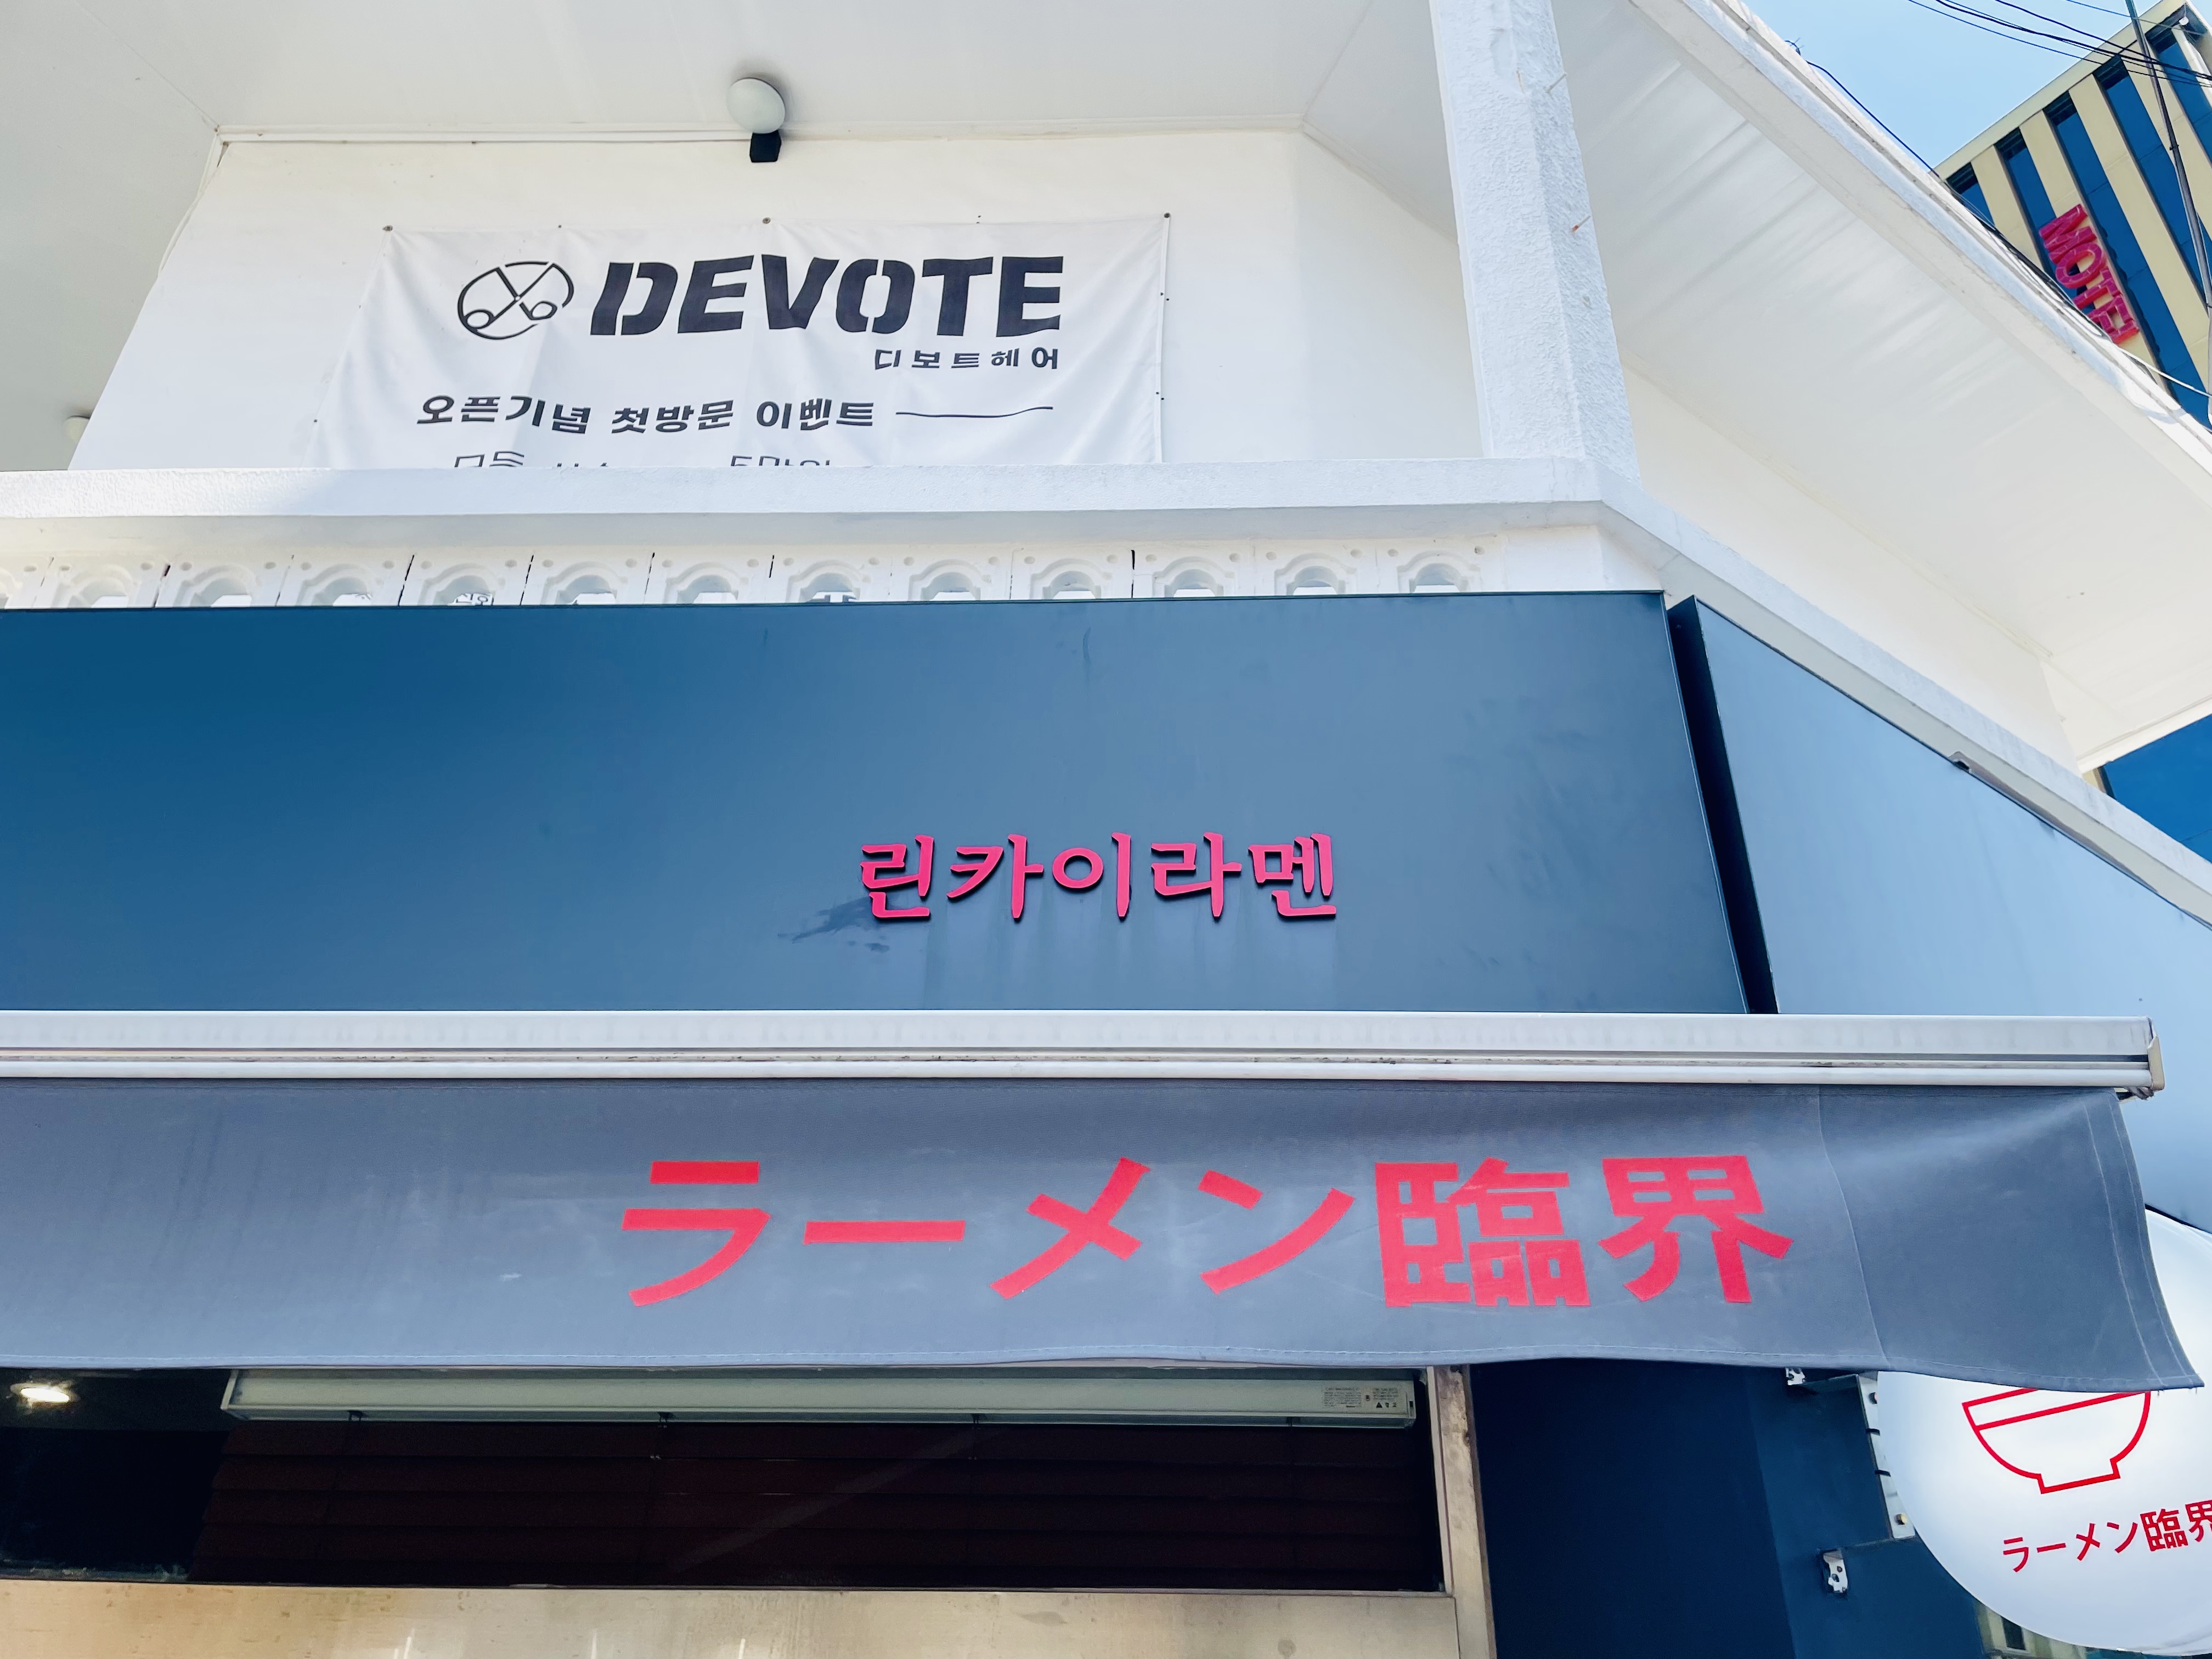 DEVOTE
디보트헤어
오픈기념 첫방문 이벤트
MOTEL
린카이라멘
ラーメン臨界
ラーメン臨界